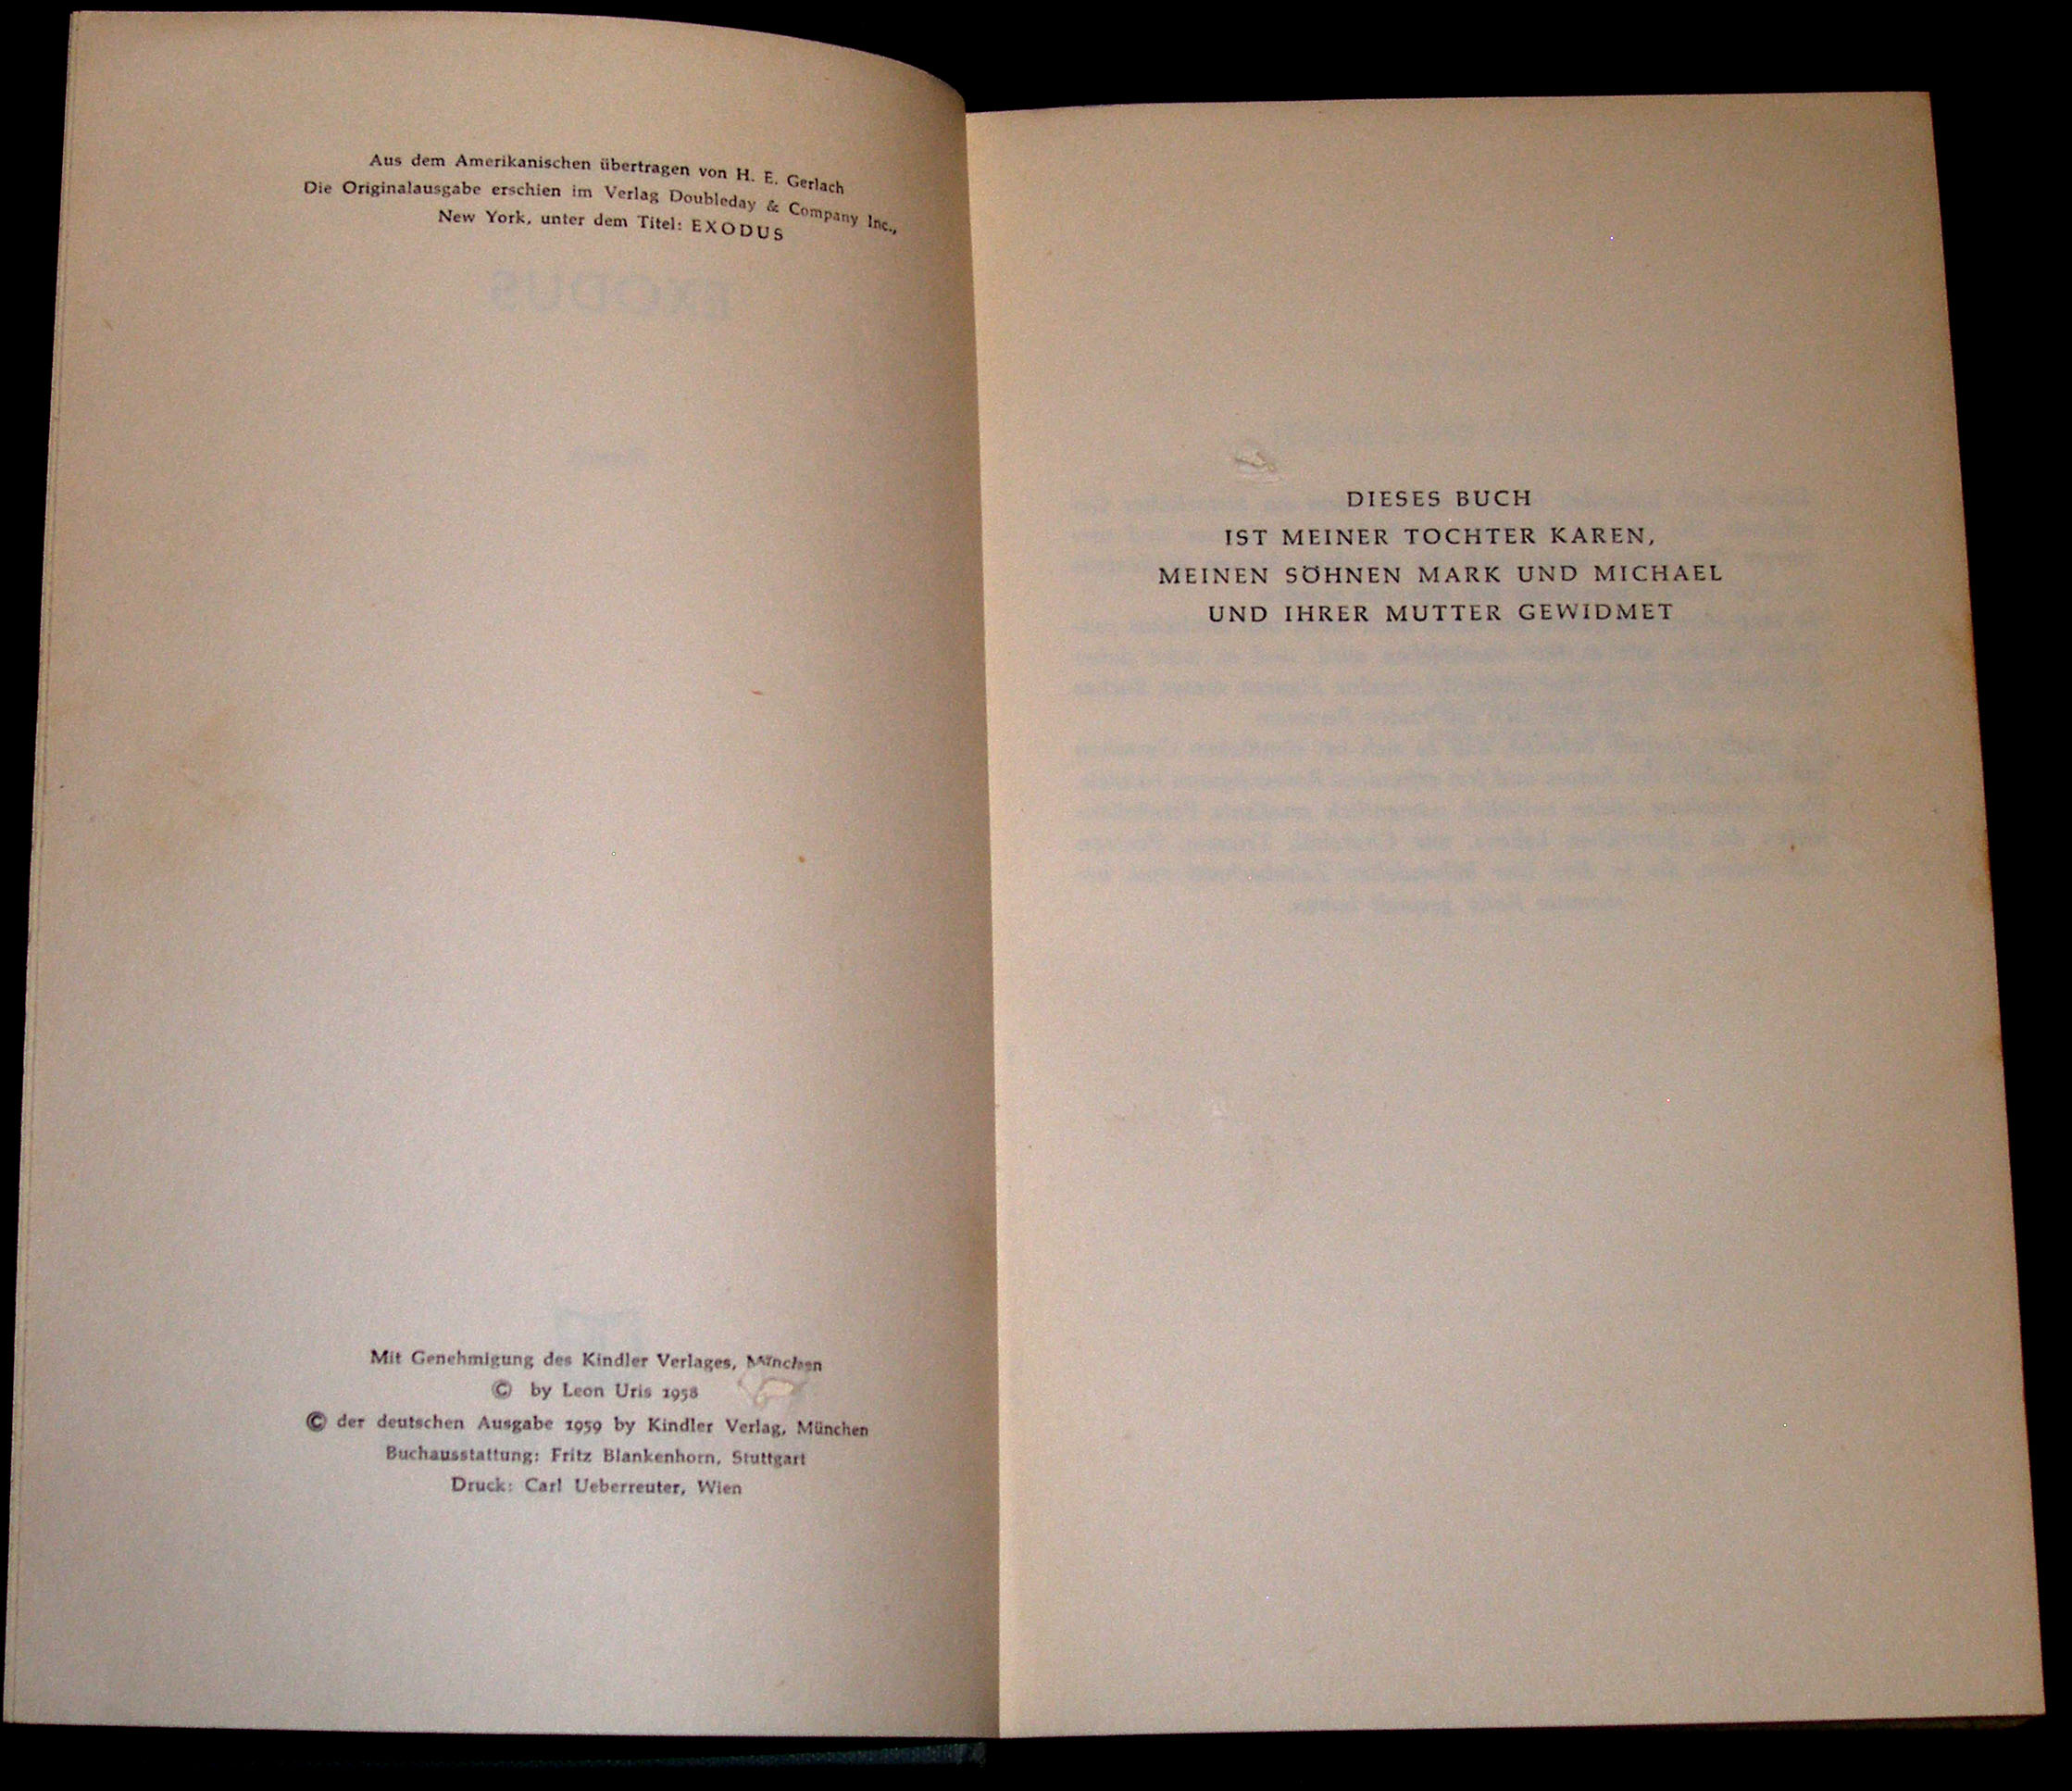 Aus dem Amerikanischen übertragen von H. E. Gerlach
Die Originalausgabe erschien im Verlag Doubleday & Company Inc.,
New York, unter dem Titel: EXODUS
EXODUS
Mit Genehmigung des Kindler Verlages, München
© by Leon Uris 1958
© der deutschen Ausgabe 1959 by Kindler Verlag, München
Buchausstattung: Fritz Blankenhorn, Stuttgart
Druck: Carl Ueberreuter, Wien
DIESES BUCH
IST MEINER TOCHTER KAREN,
MEINEN SÖHNEN MARK UND MICHAEL
UND IHRER MUTTER GEWIDMET